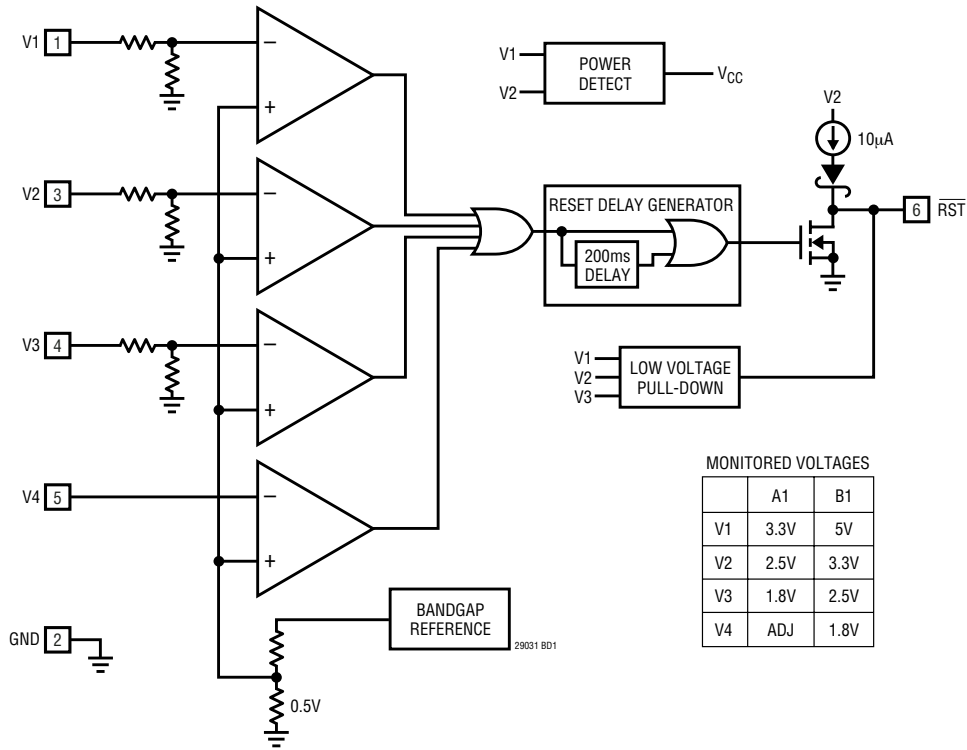 V1 1
−
+
V1
V2
POWER
DETECT
VCC
V2
10μA
V2 3
−
+
RESET DELAY GENERATOR
200ms
DELAY
6 RST
V3 4
−
+
V1
V2
V3
LOW VOLTAGE
PULL-DOWN
V4 5
−
+
MONITORED VOLTAGES
A1 B1
V1 3.3V 5V
V2 2.5V 3.3V
V3 1.8V 2.5V
V4 ADJ 1.8V
BANDGAP
REFERENCE
29031 BD1
GND 2
0.5V